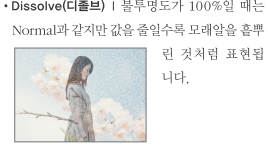 • Dissolve(디졸브) ㅣ 불투명도가 100%일 때는
Normal과 같지만 값을 줄일수록 모래알을 흩뿌
린 것처럼 표현됩
니다.